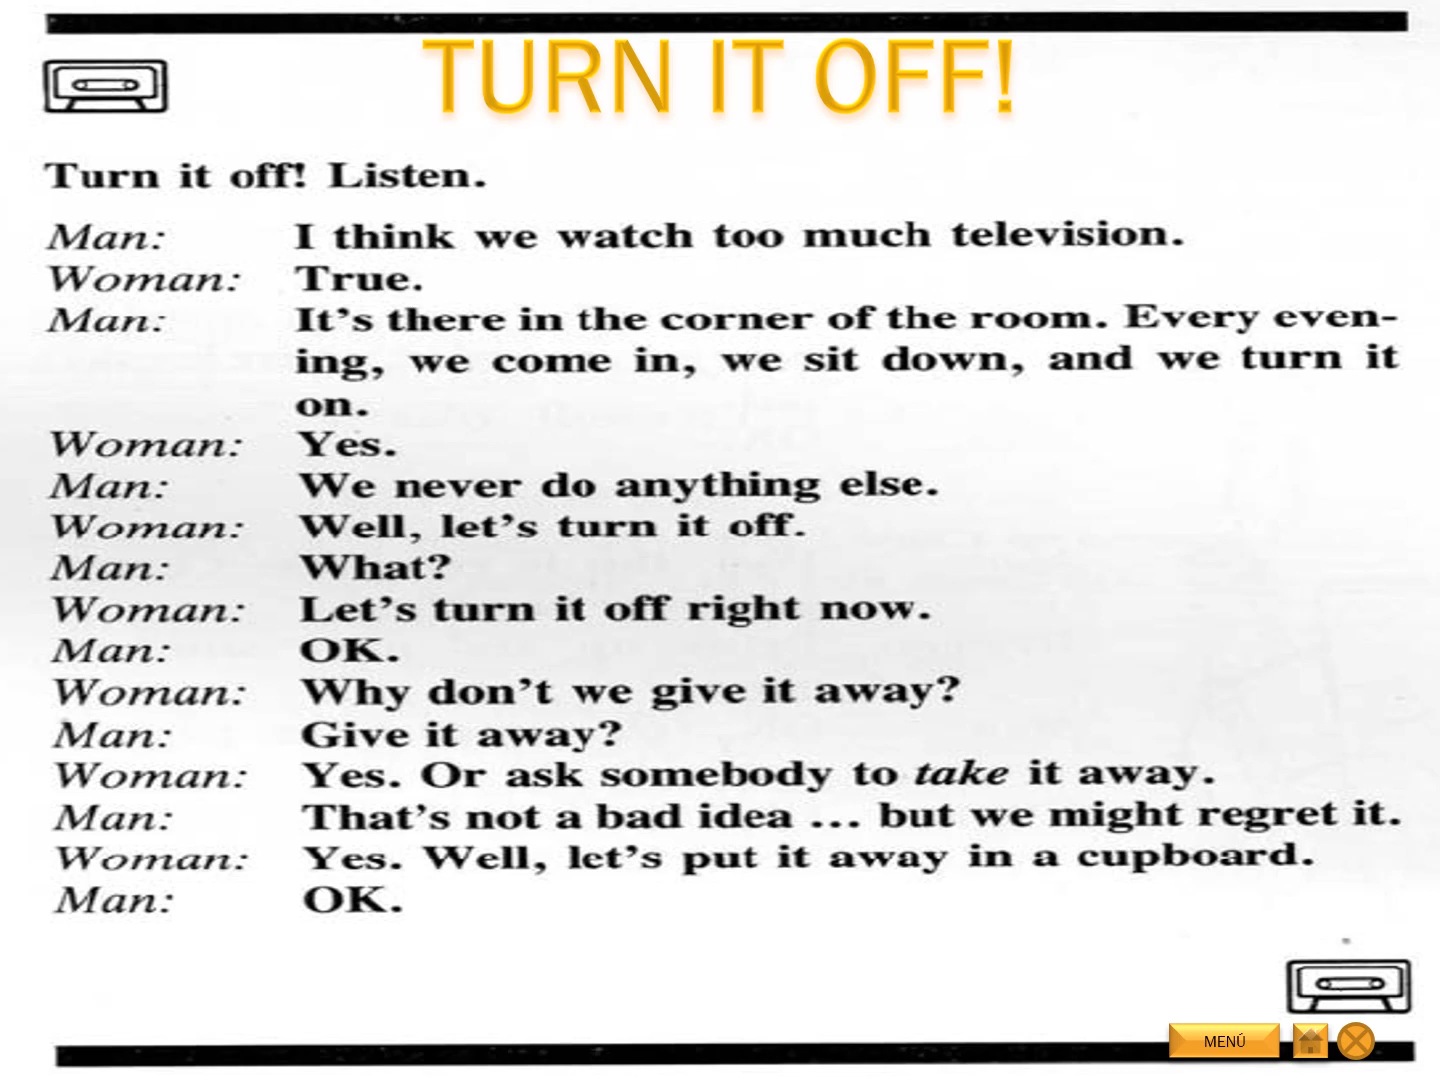 TURN IT OFF!
Turn it off! Listen.
Man: I think we watch too much television.
Woman: True.
Man: It's there in the corner of the room. Every even-
ing, we come in, we sit down, and we turn it
on.
Woman: Yes.
Man: We never do anything else.
Woman: Well, let's turn it off.
Man: What?
Woman: Let's turn it off right now.
Man: OK.
Woman: Why don't we give it away?
Man: Give it away?
Woman: Yes. Or ask somebody to take it away.
Man: That's not a bad idea ... but we might regret it.
Woman: Yes. Well, let's put it away in a cupboard.
Man: OK.
MENÚ